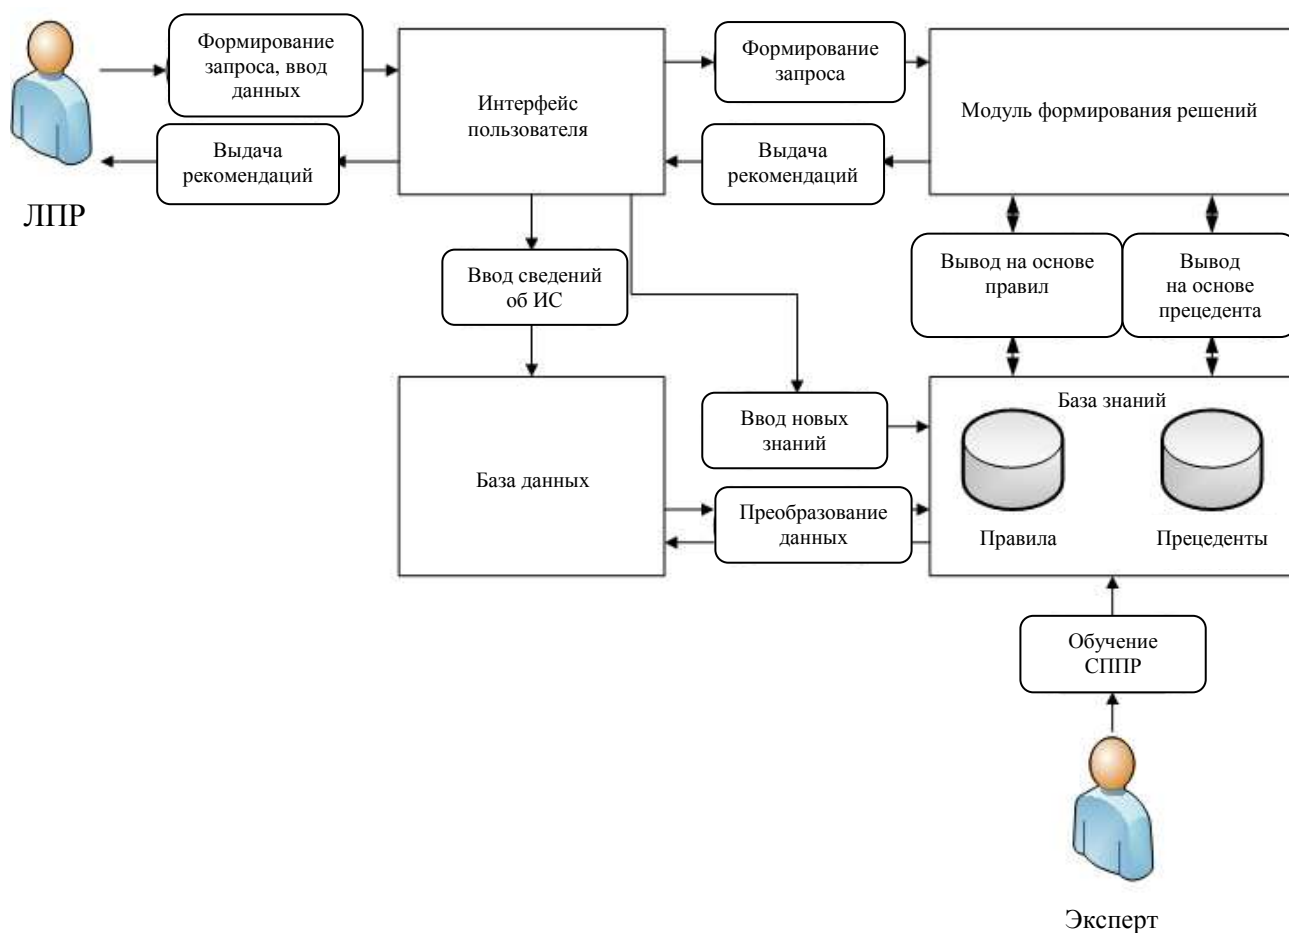 Формирование
запроса, ввод
данных
Выдача
рекомендаций
ЛПР
Интерфейс
пользователя
Формирование
запроса
Выдача
рекомендаций
Модуль формирования решений
Ввод сведений
об ИС
Вывод на основе
правил
Вывод
на основе
прецедента
База данных
Ввод новых
знаний
Преобразование
данных
База знаний
Правила
Прецеденты
Обучение
СППР
Эксперт